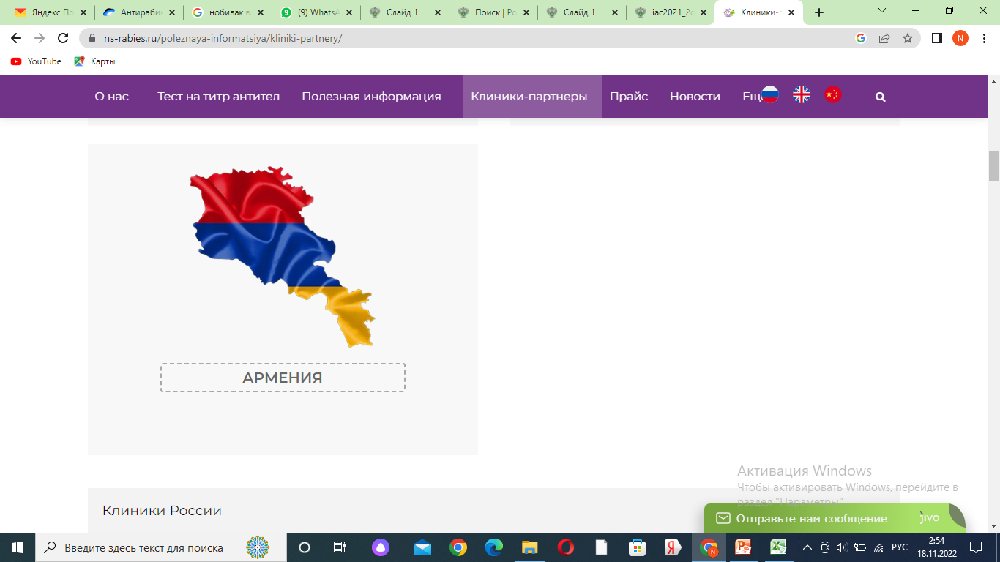 Яндекс По
Антираби
нобивак в
(9) WhatsA
Слайд 1
Поиск | Ро
Слайд 1
iac2021_2c
Клиники-п
ns-rabies.ru/poleznaya-informatsiya/kliniki-partnery/
N
YouTube
Карты
О нас
Тест на титр антител
Полезная информация
Клиники-партнеры
Прайс
Новости
Ещ
АРМЕНИЯ
Активация Windows
Чтобы активировать Windows, перейдите в
раздел "Параметры".
Клиники России
Отправьте нам сообщение
jivo
Введите здесь текст для поиска
РУС
2:54
18.11.2022